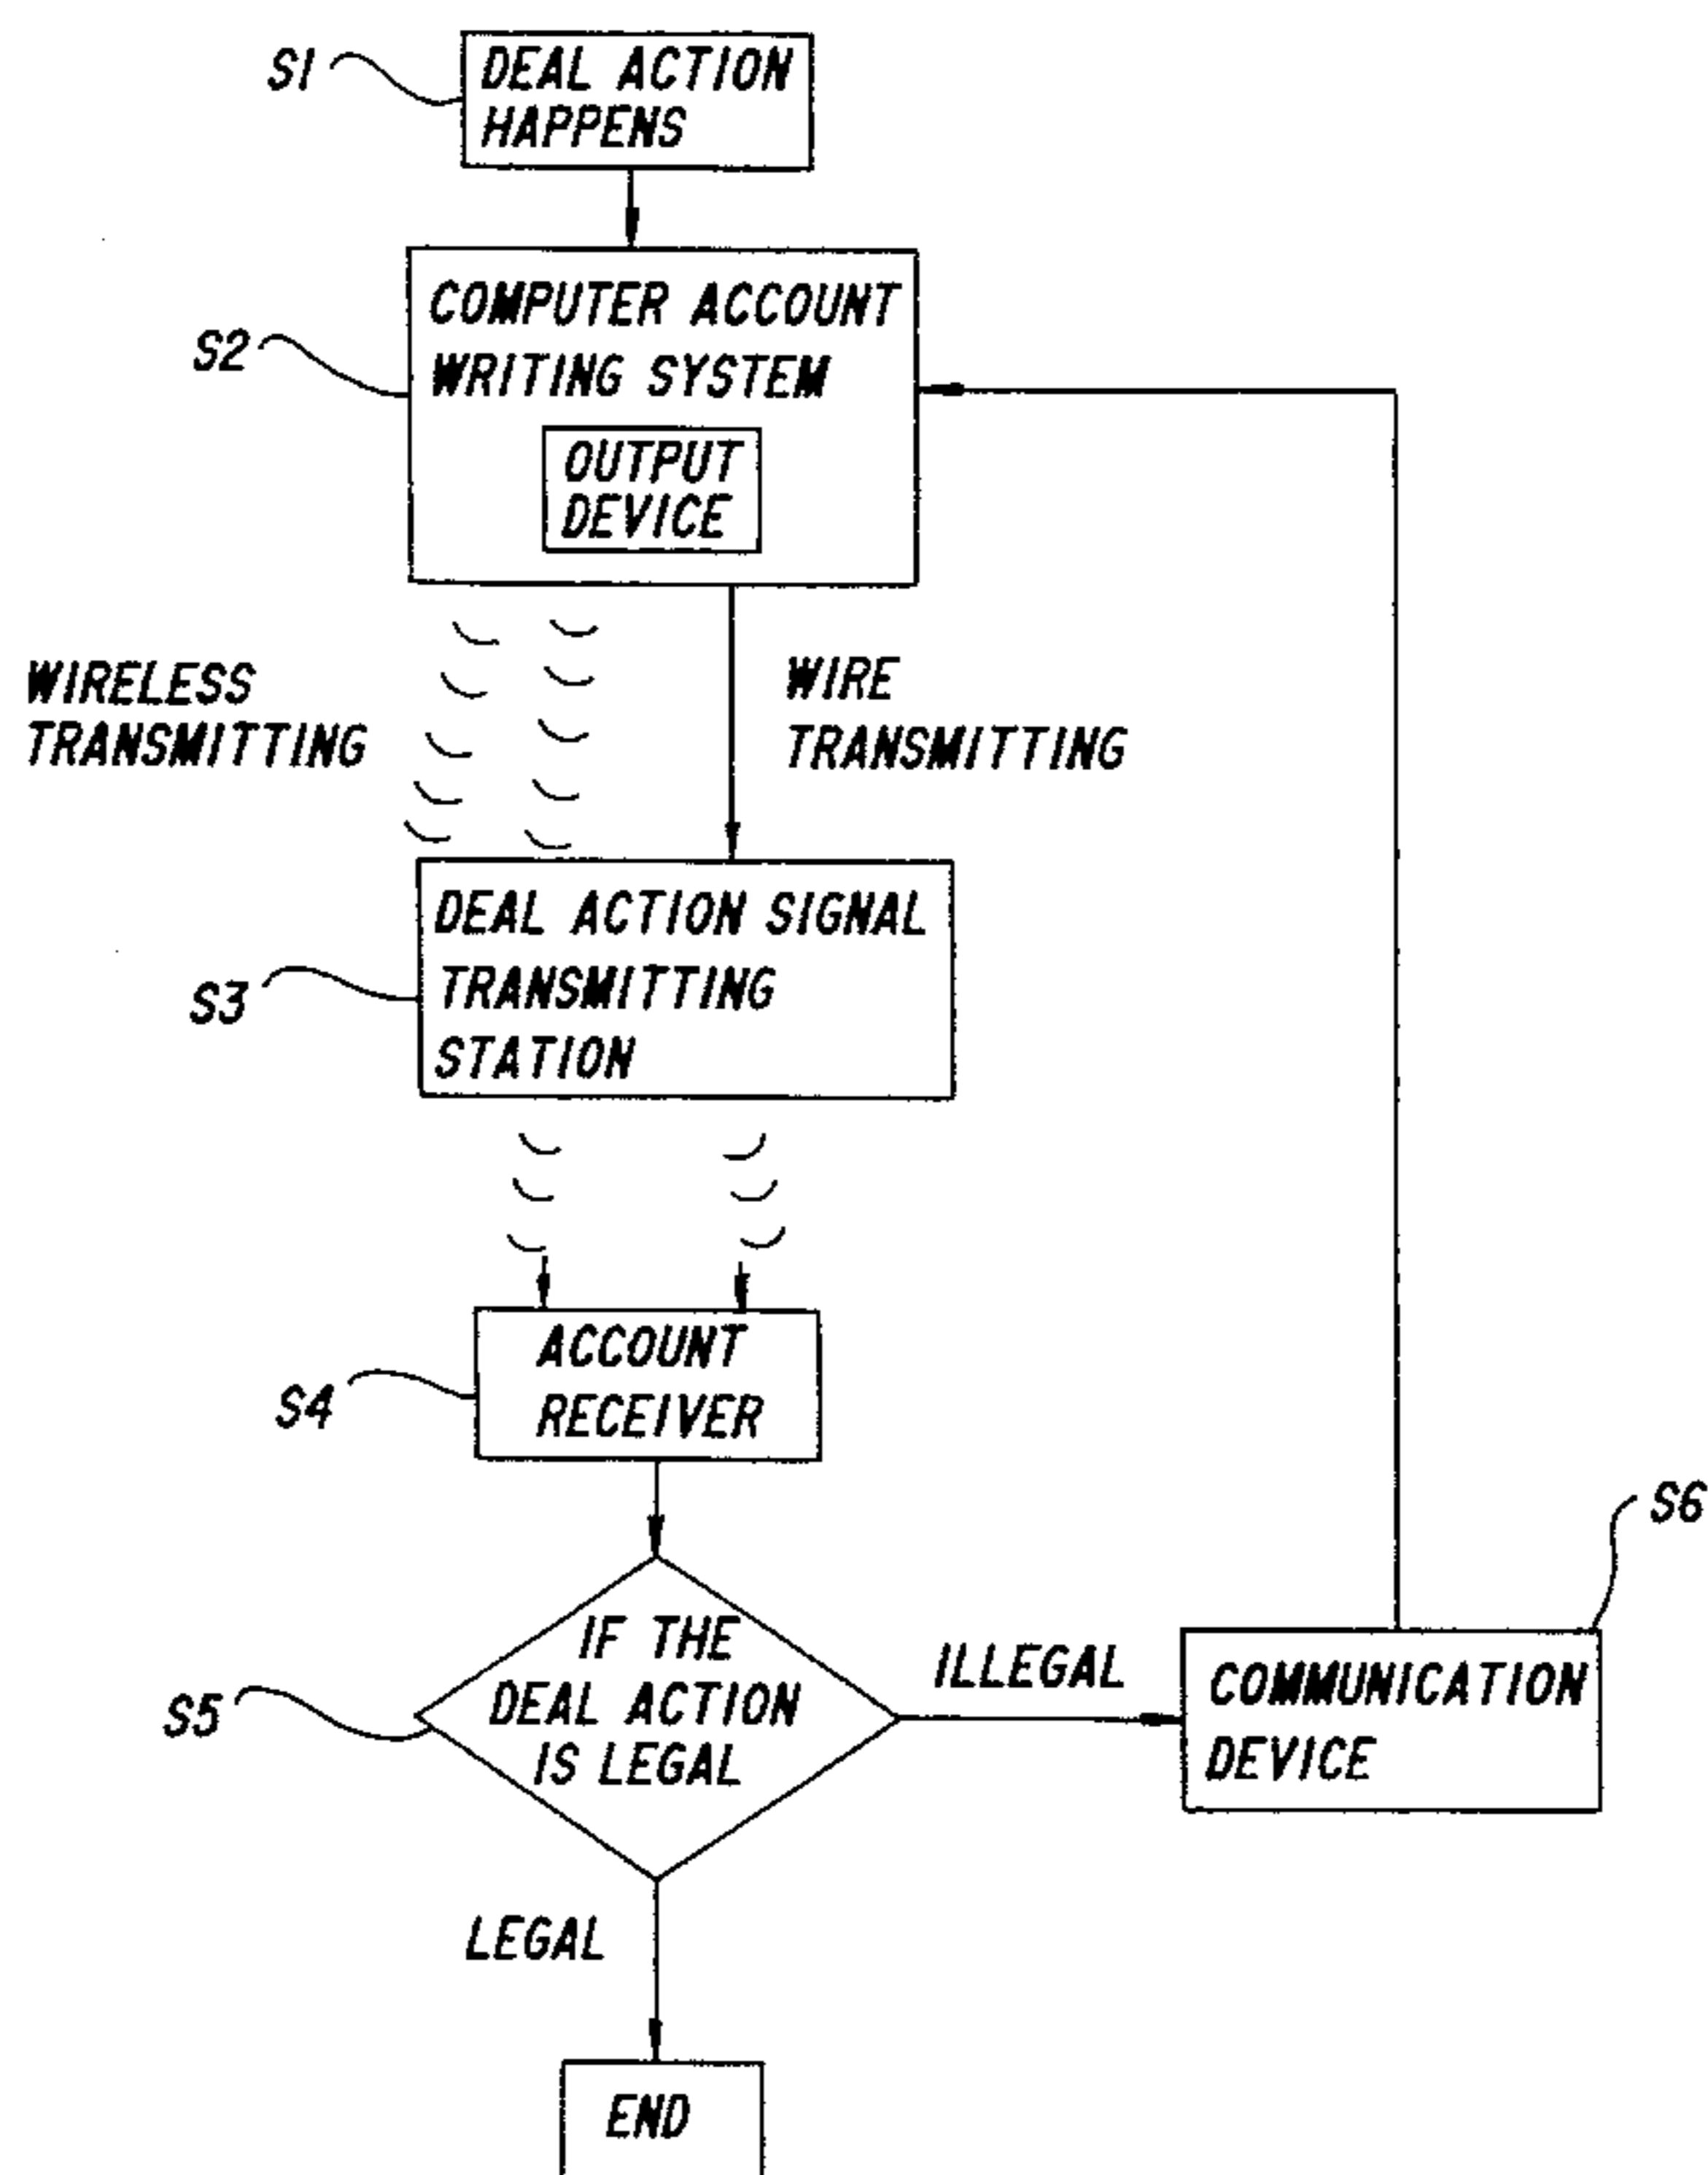 S1
DEAL ACTION
HAPPENS
S2
COMPUTER ACCOUNT
WRITING SYSTEM
OUTPUT
DEVICE
WIRELESS
TRANSMITTING
WIRE
TRANSMITTING
S3
DEAL ACTION SIGNAL
TRANSMITTING
STATION
S4
ACCOUNT
RECEIVER
S5
IF THE
DEAL ACTION
IS LEGAL
ILLEGAL
S6
COMMUNICATION
DEVICE
LEGAL
END